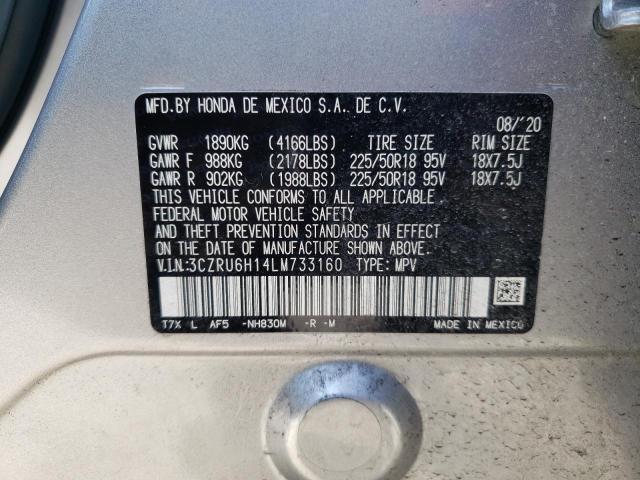 MFD.BY HONDA DE MEXICO S.A. DE C.V.
08/'20
GVWR 1890KG (4166LBS) TIRE SIZE RIM SIZE
GAWR F 988KG (2178LBS) 225/50R18 95V 18X7.5J
GAWR R 902KG (1988LBS) 225/50R18 95V 18X7.5J
THIS VEHICLE CONFORMS TO ALL APPLICABLE
FEDERAL MOTOR VEHICLE SAFETY
AND THEFT PREVENTION STANDARDS IN EFFECT
ON THE DATE OF MANUFACTURE SHOWN ABOVE.
V.I.N:3CZRU6H14LM733160 TYPE: MPV
T7X L AF5 -NH830M -R -M MADE IN MEXICO